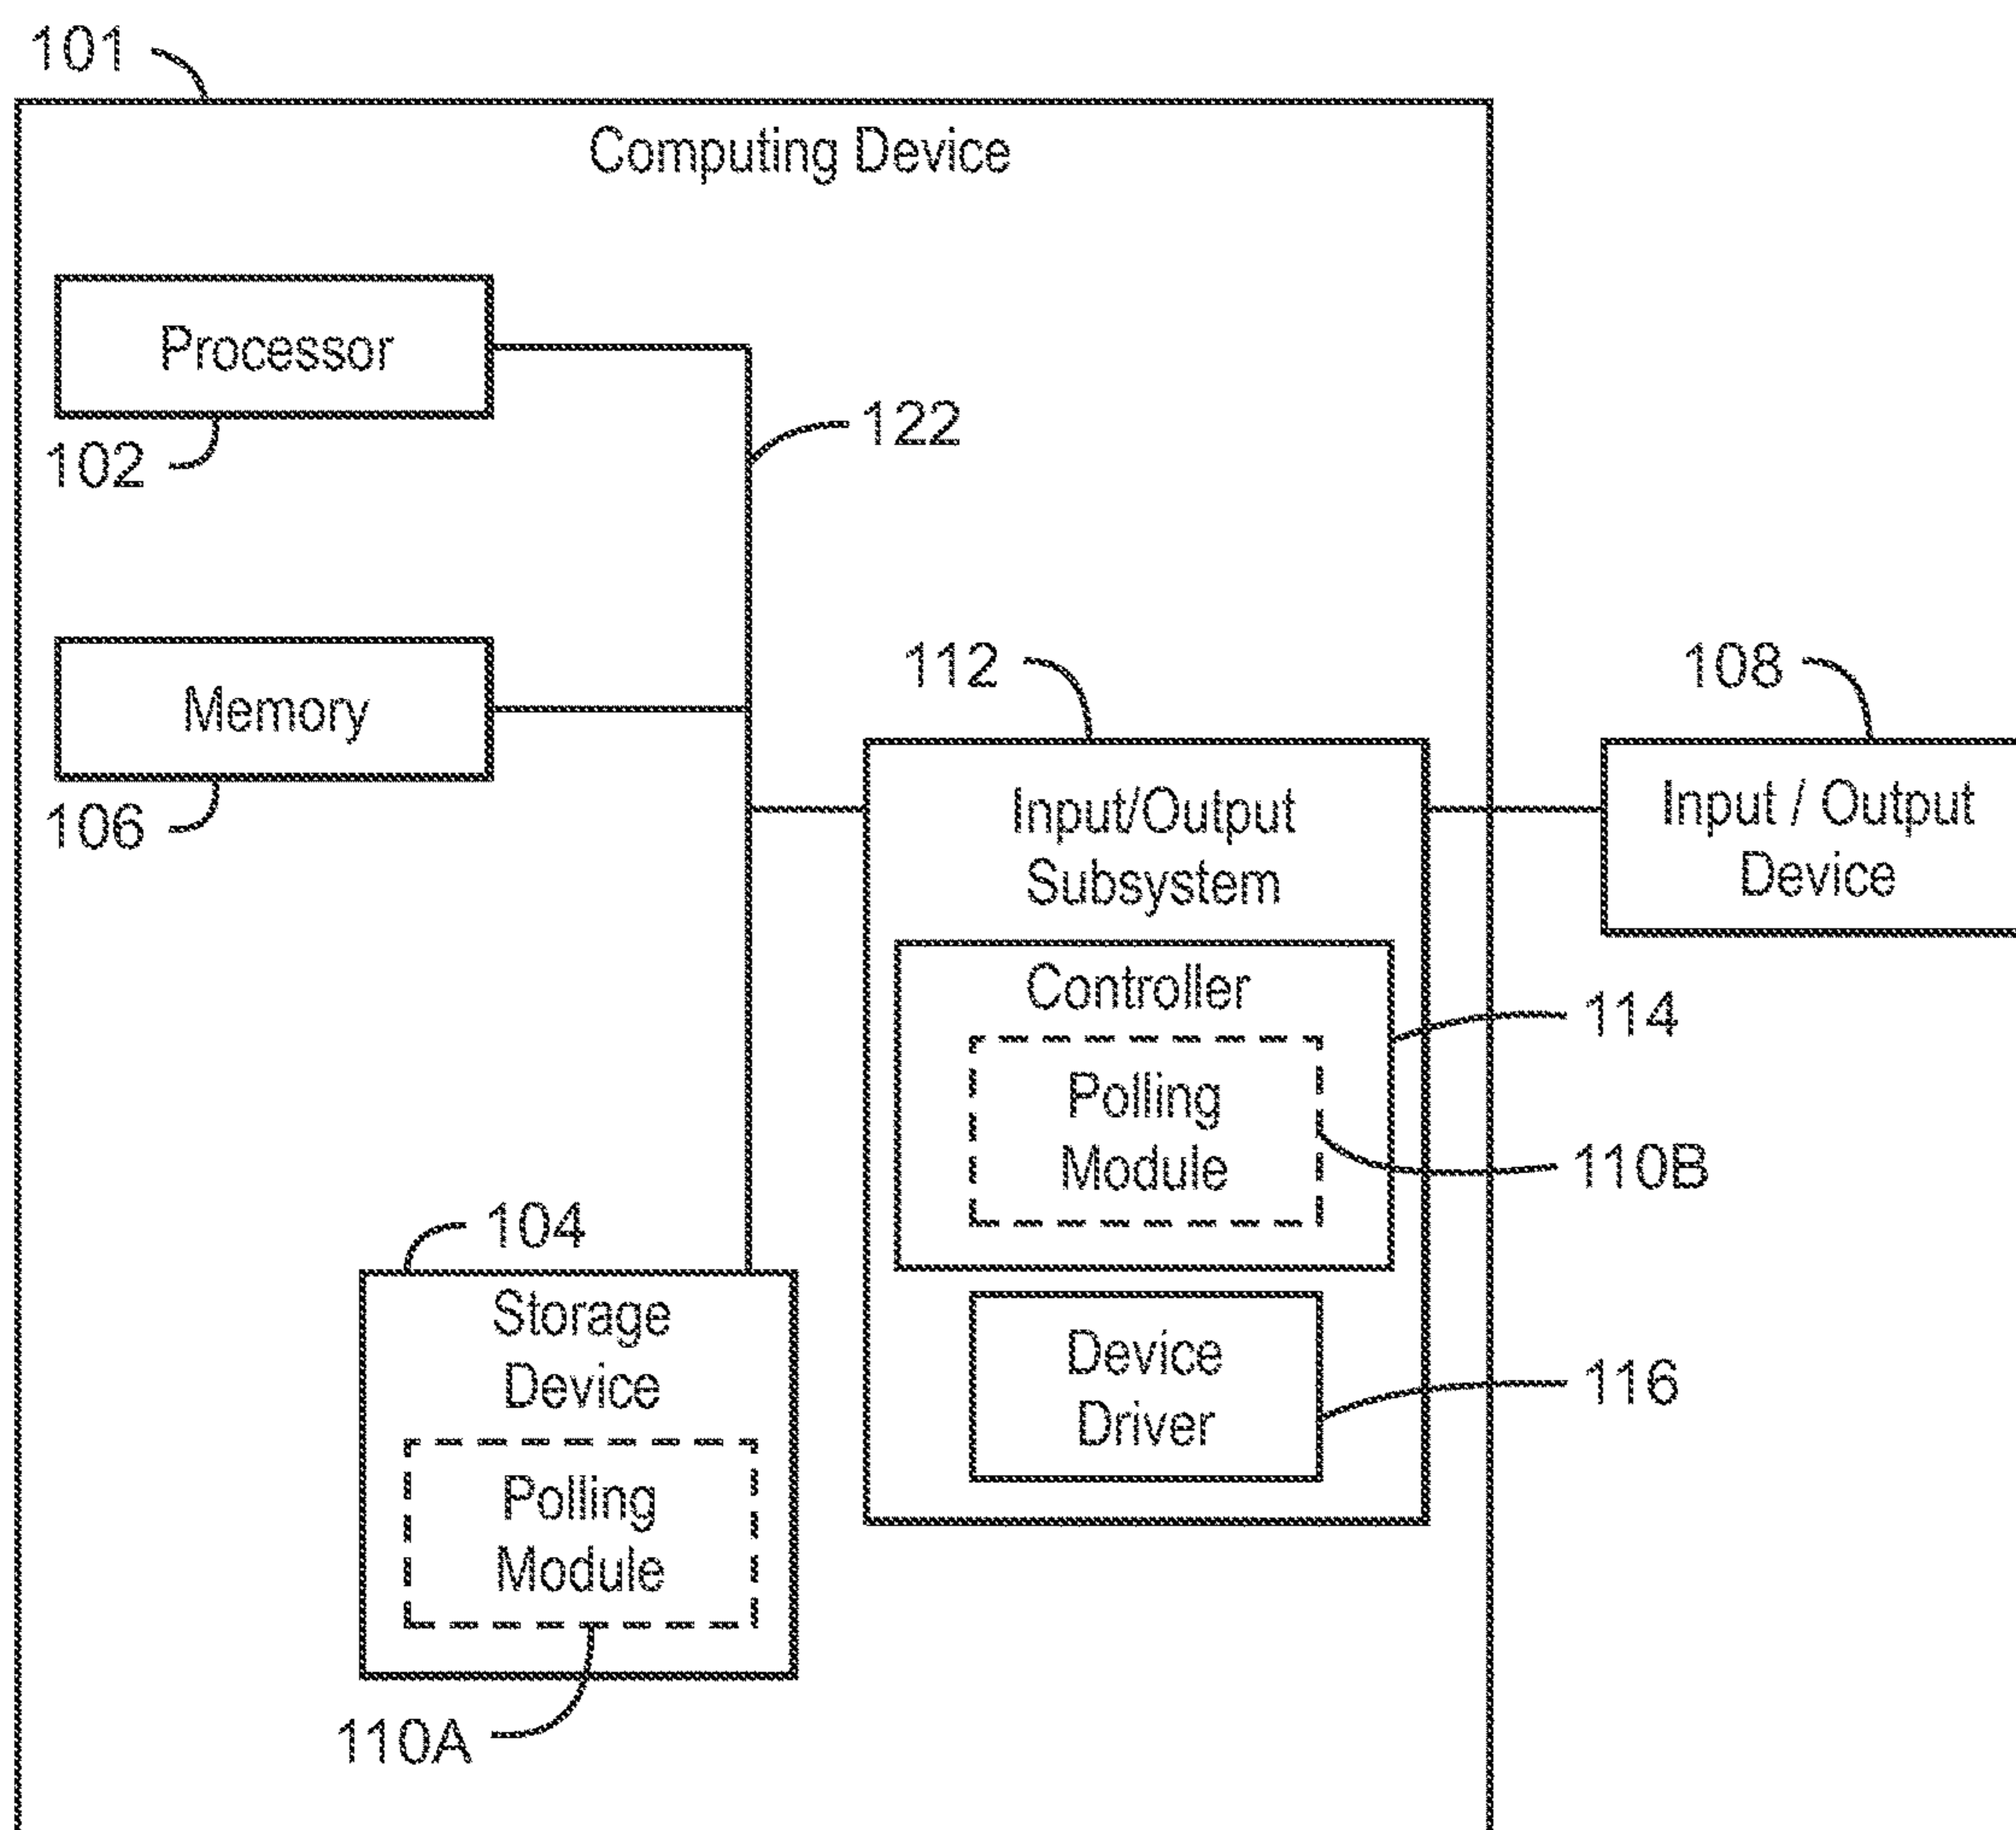 101
Computing Device
Processor
102
122
Memory
106
112
Input/Output
Subsystem
108
Input / Output
Device
Controller
114
Polling
Module
110B
Device
Driver
116
104
Storage
Device
Polling
Module
110A